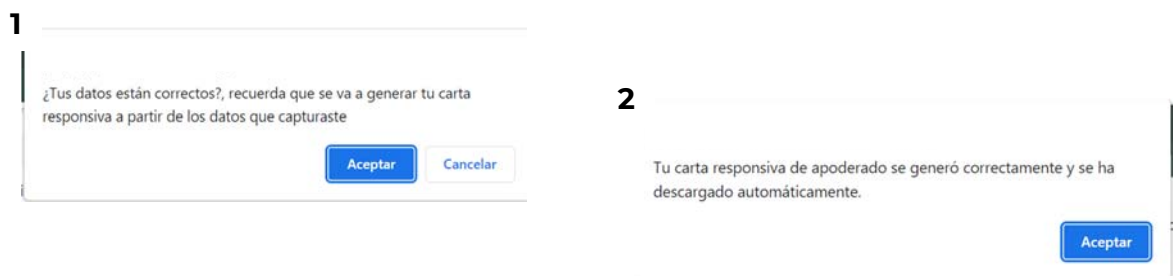 1
¿Tus datos están correctos?, recuerda que se va a generar tu carta
responsiva a partir de los datos que capturaste
Aceptar
Cancelar
2
Tu carta responsiva de apoderado se generó correctamente y se ha
descargado automáticamente.
Aceptar